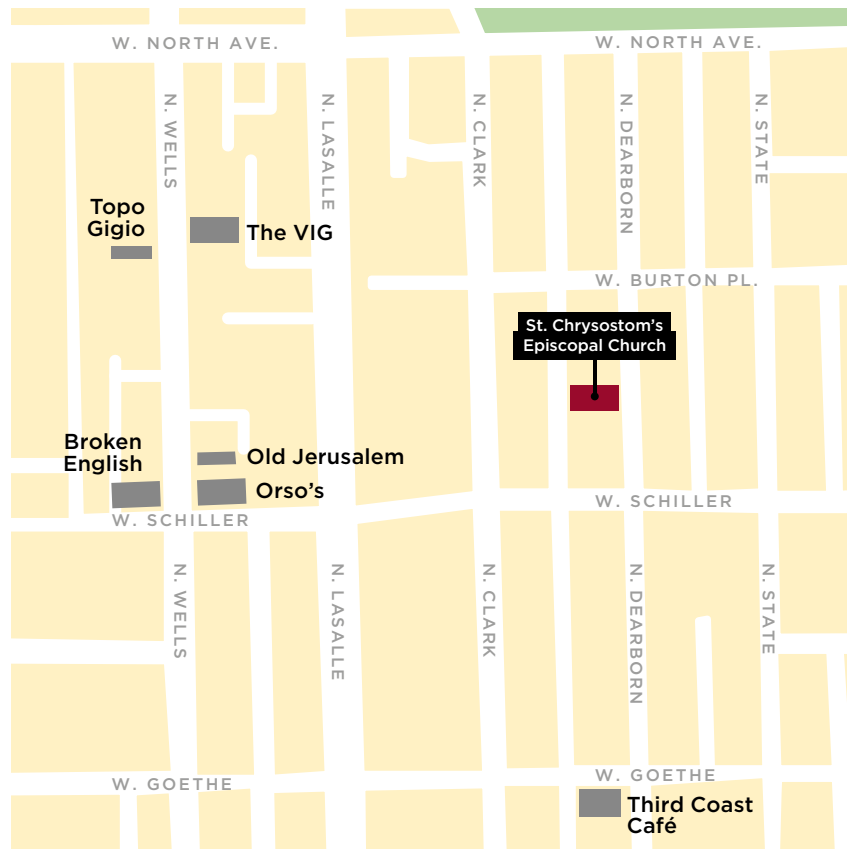 W. NORTH AVE.
W. NORTH AVE.
N. WELLS
N. LASALLE
N. CLARK
N. DEARBORN
N. STATE
Topo
Gigio
The VIG
W. BURTON PL.
St. Chrysostom’s
Episcopal Church
Broken
English
Old Jerusalem
Orso’s
W. SCHILLER
W. SCHILLER
N. WELLS
N. LASALLE
N. CLARK
N. DEARBORN
N. STATE
W. GOETHE
W. GOETHE
Third Coast
Café